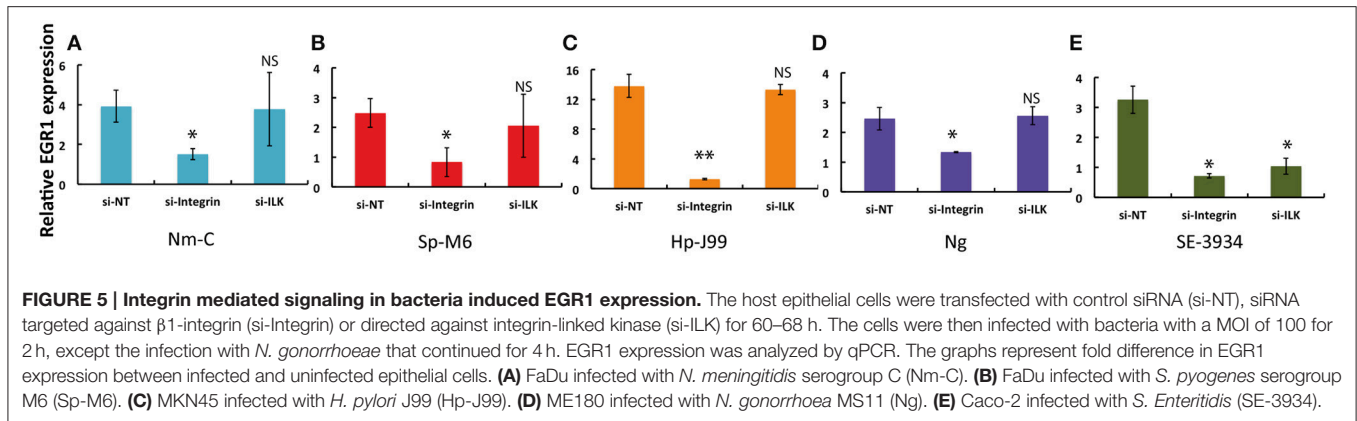 A
B
C
D
E
Relative EGR1 expression
6
4
2
0
*
NS
si-NT si-Integrin si-ILK
Nm-C
4
3
2
1
0
*
NS
si-NT si-Integrin si-ILK
Sp-M6
16
12
8
4
0
**
NS
si-NT si-Integrin si-ILK
Hp-J99
4
3
2
1
0
*
NS
si-NT si-Integrin si-ILK
Ng
4
3
2
1
0
*
*
si-NT si-Integrin si-ILK
SE-3934
FIGURE 5 | Integrin mediated signaling in bacteria induced EGR1 expression. The host epithelial cells were transfected with control siRNA (si-NT), siRNA
targeted against β1-integrin (si-Integrin) or directed against integrin-linked kinase (si-ILK) for 60–68 h. The cells were then infected with bacteria with a MOI of 100 for
2 h, except the infection with N. gonorrhoeae that continued for 4 h. EGR1 expression was analyzed by qPCR. The graphs represent fold difference in EGR1
expression between infected and uninfected epithelial cells. (A) FaDu infected with N. meningitidis serogroup C (Nm-C). (B) FaDu infected with S. pyogenes serogroup
M6 (Sp-M6). (C) MKN45 infected with H. pylori J99 (Hp-J99). (D) ME180 infected with N. gonorrhoea MS11 (Ng). (E) Caco-2 infected with S. Enteritidis (SE-3934).